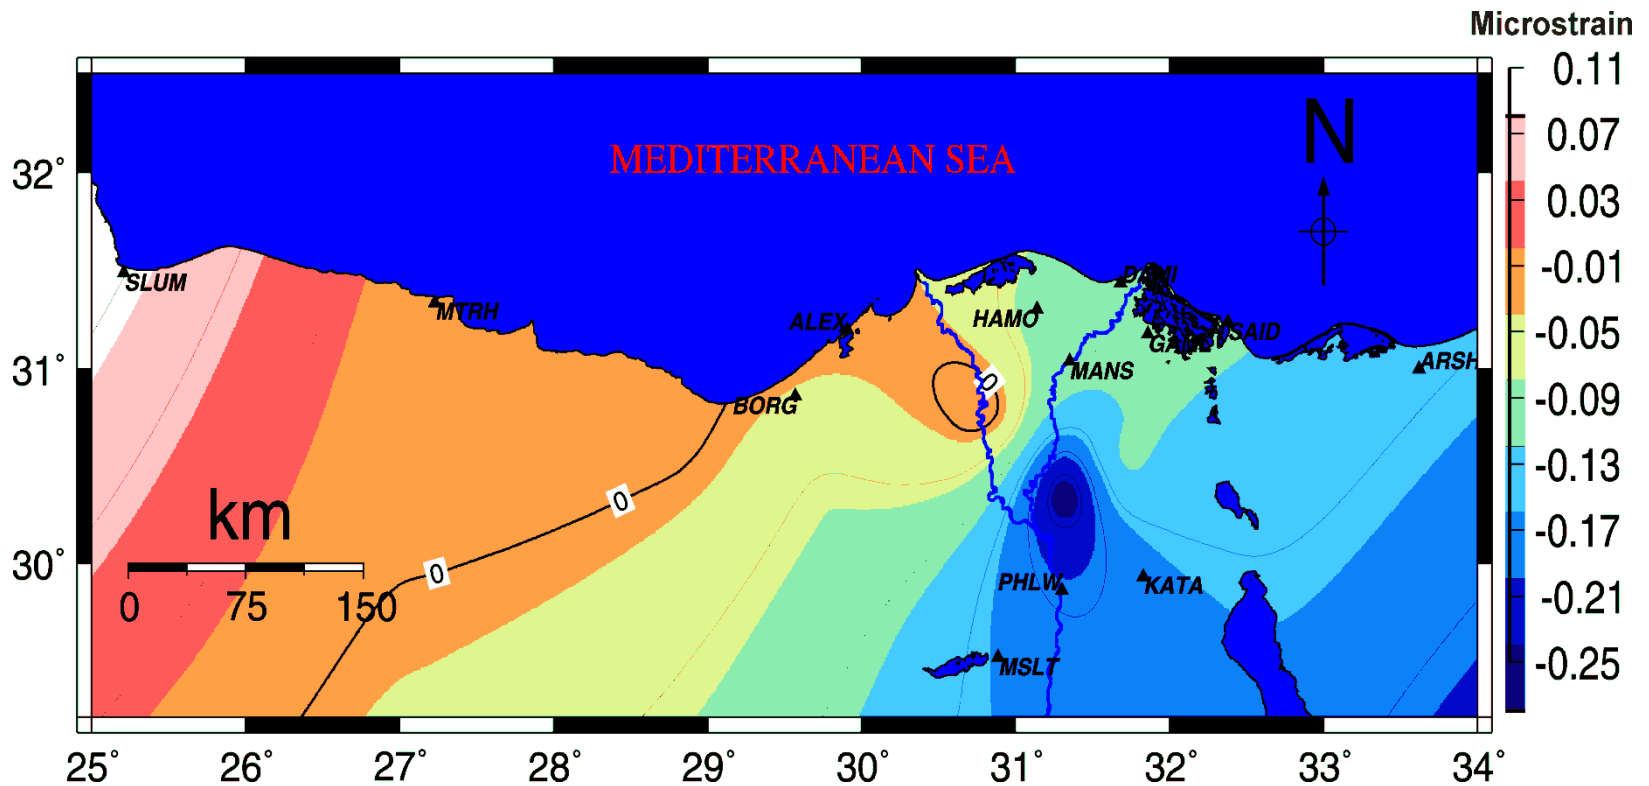 Microstrain
0.11
0.07
0.03
-0.01
-0.05
-0.09
-0.13
-0.17
-0.21
-0.25
N
MEDITERRANEAN SEA
32°
31°
30°
SLUM
MTRH
ALEX
BORG
HAMO
DAMI
SAID
MANS
ARSH
0
0
0
km
0 75 150
PHLW
KATA
MSLT
25° 26° 27° 28° 29° 30° 31° 32° 33° 34°